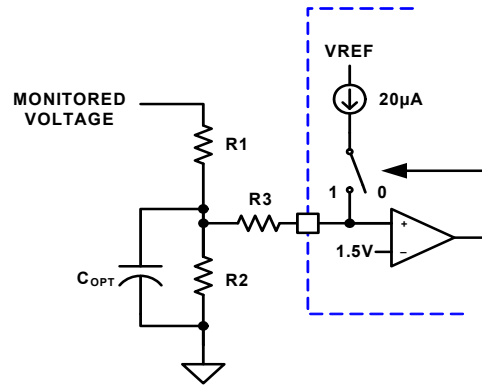 VREF
20µA
MONITORED
VOLTAGE
R1
1 0
R3
+
1.5V
−
R2
COPT